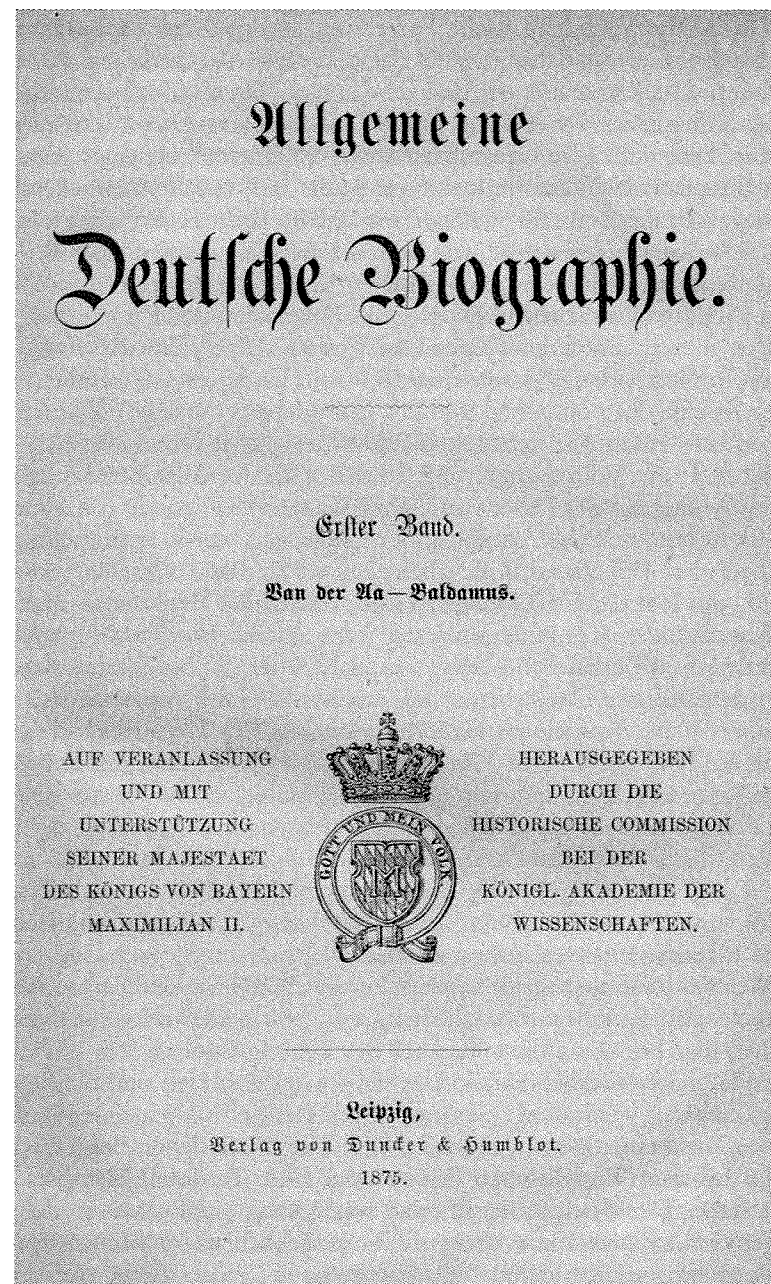 Allgemeine
Deutsche Biographie.
Erster Band.
Van der Aa—Baldamus.
AUF VERANLASSUNG
UND MIT
UNTERSTÜTZUNG
SEINER MAJESTAET
DES KÖNIGS VON BAYERN
MAXIMILIAN II.
GOTT UND MEIN VOLK.
M
HERAUSGEGEBEN
DURCH DIE
HISTORISCHE COMMISSION
BEI DER
KÖNIGL. AKADEMIE DER
WISSENSCHAFTEN.
Leipzig,
Verlag von Duncker & Humblot.
1875.